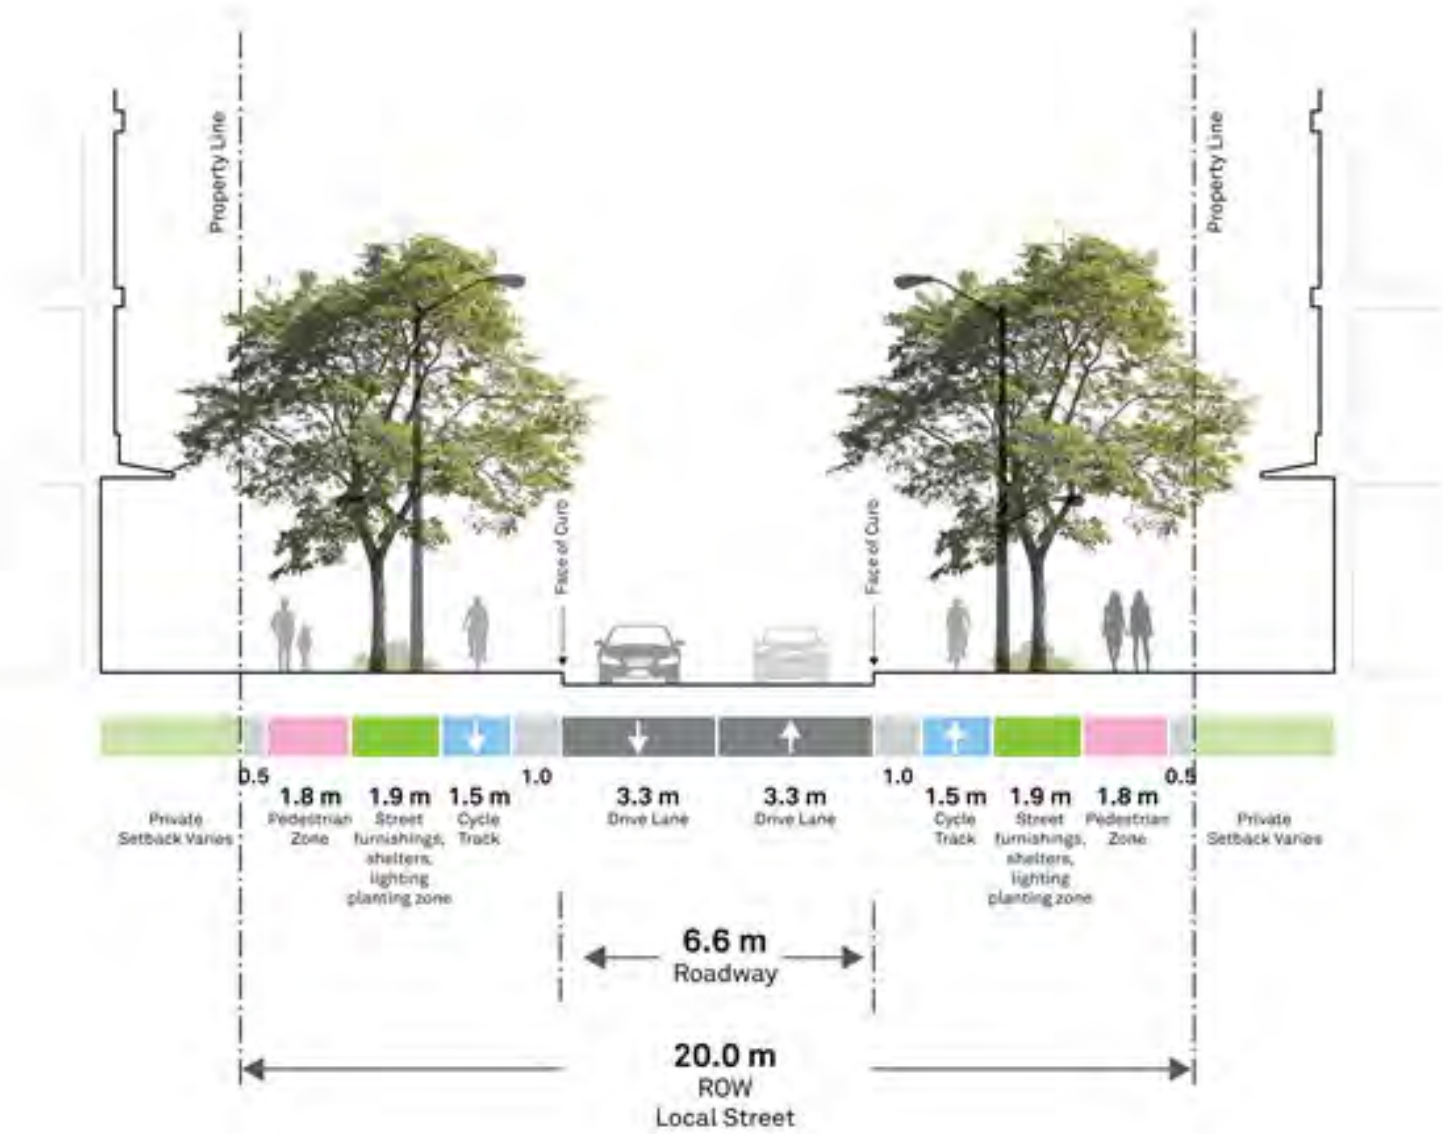 Property Line
Property Line
Face of Curb
Face of Curb
0.5
1.0
1.0
0.5
1.8 m
1.9 m
1.5 m
3.3 m
3.3 m
1.5 m
1.9 m
1.8 m
Private
Setback Varies
Pedestrian
Zone
Street
furnishings,
shelters,
lighting
planting zone
Cycle
Track
Drive Lane
Drive Lane
Cycle
Track
Street
furnishings,
shelters,
lighting
planting zone
Pedestrian
Zone
Private
Setback Varies
6.6 m
Roadway
20.0 m
ROW
Local Street